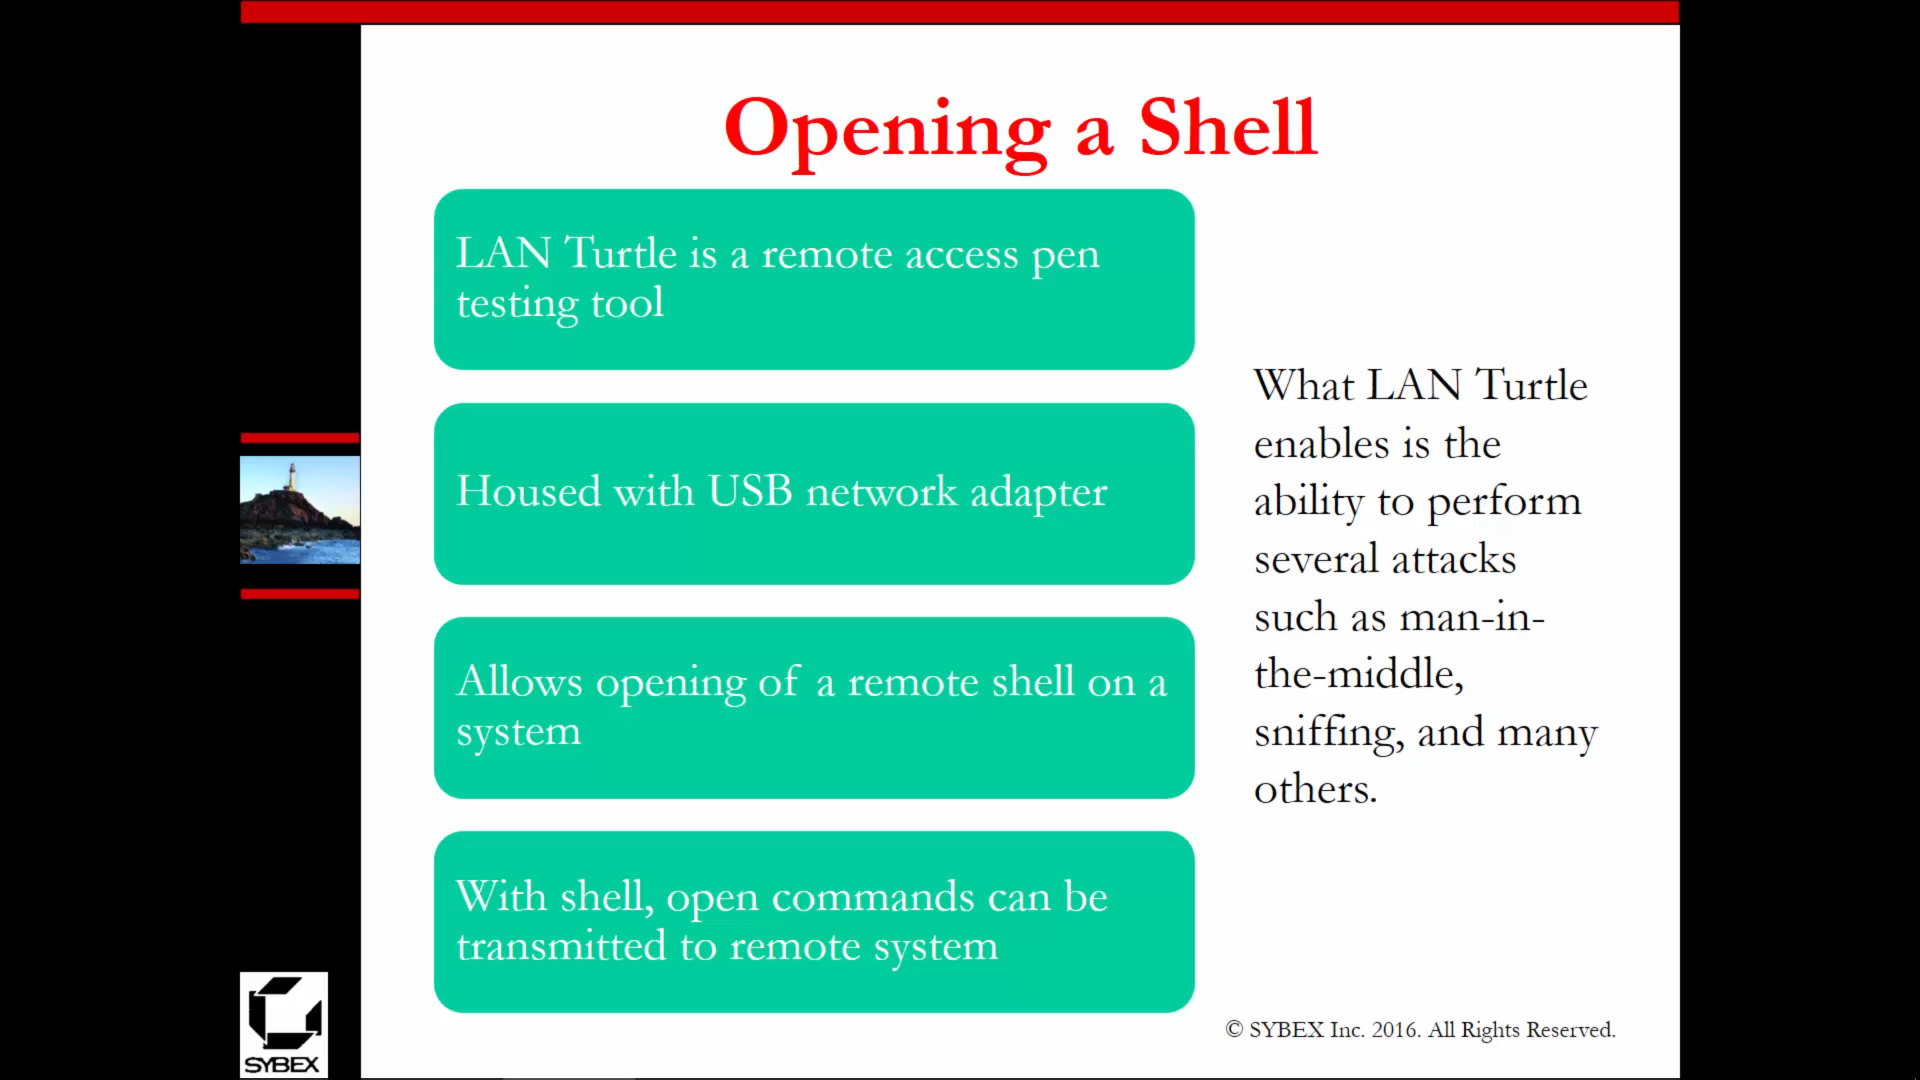 Opening a Shell
LAN Turtle is a remote access pen
testing tool
Housed with USB network adapter
Allows opening of a remote shell on a
system
With shell, open commands can be
transmitted to remote system
What LAN Turtle
enables is the
ability to perform
several attacks
such as man-in-
the-middle,
sniffing, and many
others.
© SYBEX Inc. 2016. All Rights Reserved.
SYBEX